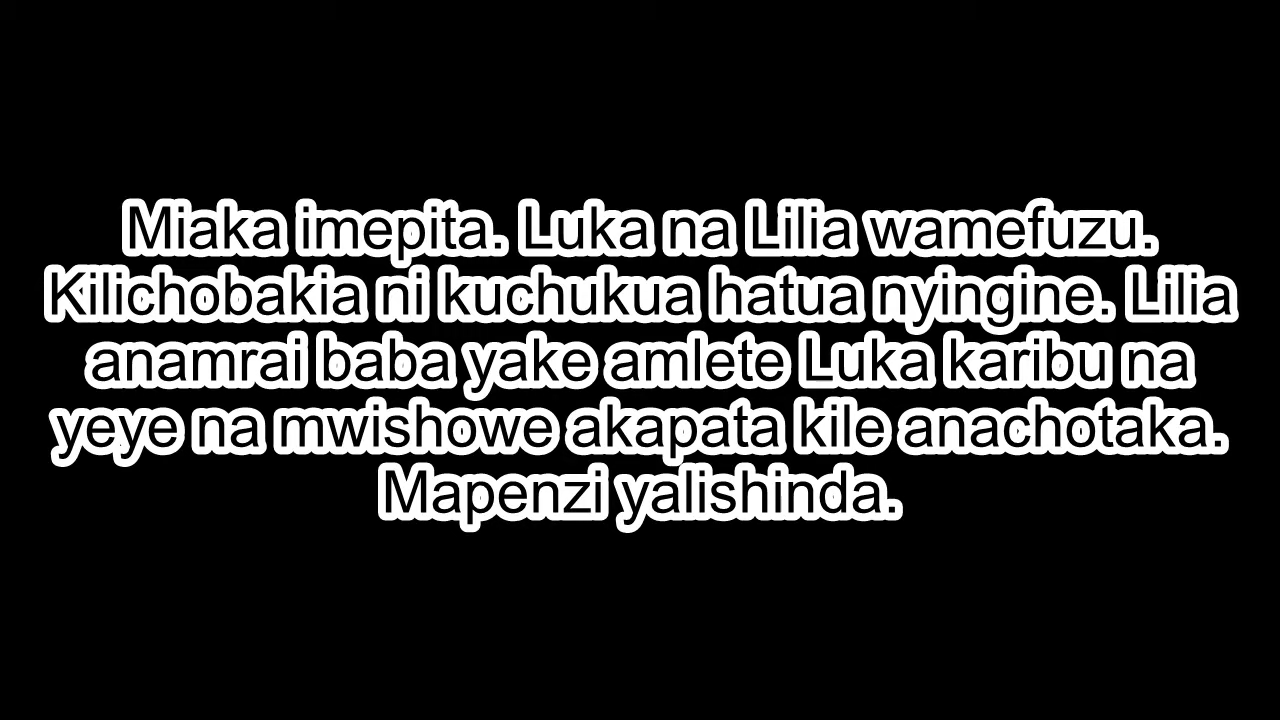 Miaka imepita. Luka na Lilia wamefuzu.
Kilichobakia ni kuchukua hatua nyingine. Lilia
anamrai baba yake amlete Luka karibu na
yeye na mwishowe akapata kile anachotaka.
Mapenzi yalishinda.